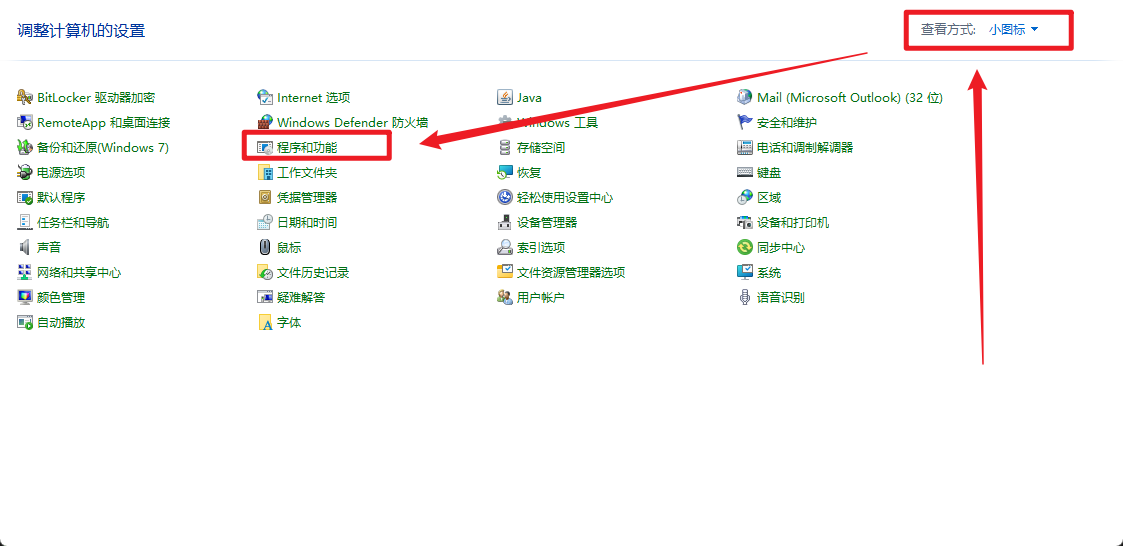 调整计算机的设置
查看方式: 小图标
BitLocker 驱动器加密
Internet 选项
Java
Mail (Microsoft Outlook) (32 位)
RemoteApp 和桌面连接
Windows Defender 防火墙
Windows 工具
安全和维护
备份和还原(Windows 7)
程序和功能
存储空间
电话和调制解调器
电源选项
工作文件夹
恢复
键盘
默认程序
凭据管理器
轻松使用设置中心
区域
任务栏和导航
日期和时间
设备管理器
设备和打印机
声音
鼠标
索引选项
同步中心
网络和共享中心
文件历史记录
文件资源管理器选项
系统
颜色管理
疑难解答
用户帐户
语音识别
自动播放
字体